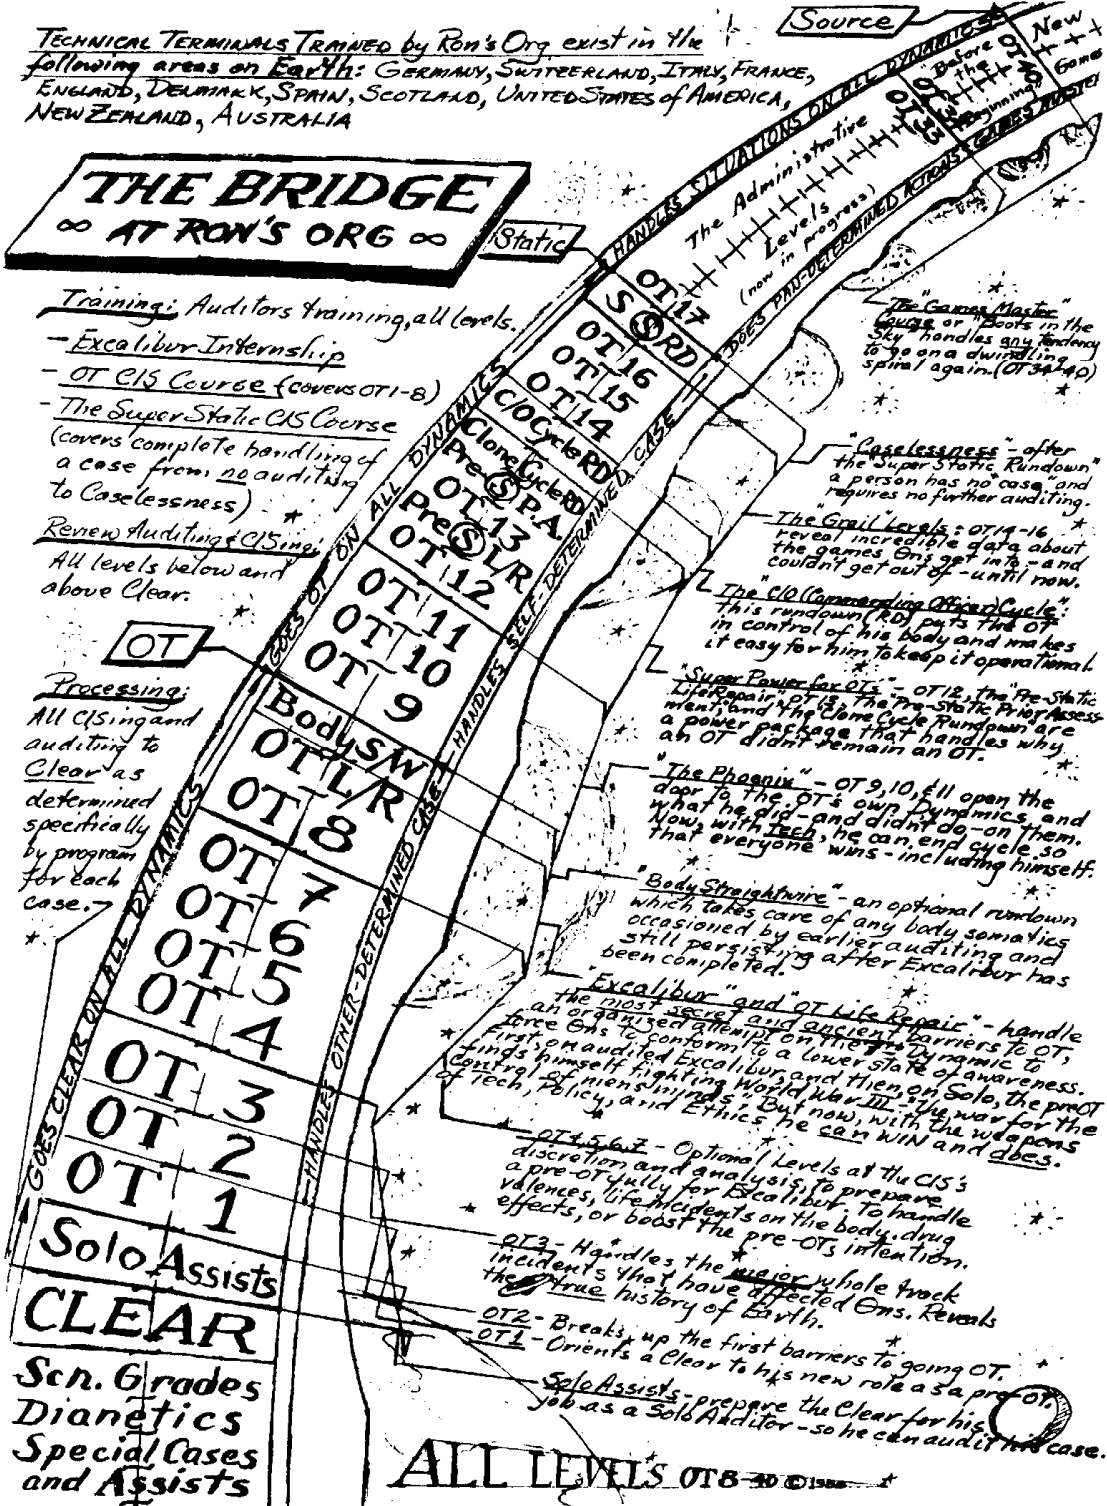 Source
TECHNICAL TERMINALS TRAINED by Ron's Org exist in the
following areas on Earth: GERMANY, SWITZERLAND, ITALY, FRANCE,
ENGLAND, DENMARK, SPAIN, SCOTLAND, UNITED STATES of AMERICA,
NEW ZEALAND, AUSTRALIA
THE BRIDGE
∞ AT RON'S ORG ∞
Static
Training: Auditors training, all levels.
- Excalibur Internship
- OT C/S Course (covers OT1-8)
- The Super Static C/S Course
(covers complete handling of
a case from no auditing
to Caselessness)
Review Auditing & C/Sing:
All levels below and
above Clear.
OT
Processing:
All C/Sing and
auditing to
Clear as
determined
specifically
by program
for each
case.
New
Games
OT 40
"Before
the
Beginning"
OT 33
The Administrative
Levels
(now in progress)
HANDLES SITUATIONS ON ALL DYNAMICS
DOES PAN-DETERMINED ACTIONS & GAMES MASTER
OT 17
S S RD
OT 16
OT 15
OT 14
C/O Cycle RD
Clone Cycle RD
Pre S P.A.
OT 13
Pre S L/R
OT 12
OT 11
OT 10
OT 9
GOES OT ON ALL DYNAMICS
HANDLES SELF-DETERMINED CASE
Body S/W
OT L/R
OT 8
OT 7
OT 6
OT 5
OT 4
OT 3
OT 2
OT 1
GOES CLEAR ON ALL DYNAMICS
HANDLES OTHER-DETERMINED CASE
Solo Assists
CLEAR
Scn. Grades
Dianetics
Special Cases
and Assists
The "Games Master"
Course or "Boots in the
Sky" handles any tendency
to go on a dwindling
spiral again. (OT 34-40)
"Caselessness" - after
the "Super Static Rundown"
a person has no case, and
requires no further auditing.
The "Grail" Levels: OT14-16
reveal incredible data about
the games Θns get into - and
couldn't get out of - until now.
The "C/O (Commanding Officer) Cycle":
this rundown (RD) puts the OT
in control of his body and makes
it easy for him to keep it operational.
"Super Power for OTs" - OT12, the "Pre-Static
Life Repair", OT13, The "Pre-Static Prior Assess-
ment" and "The Clone Cycle Rundown are
a power package that handles why
an OT didn't remain an OT.
"The Phoenix" - OT 9, 10, & 11 open the
door to the OT's own Dynamics, and
what he did - and didn't do - on them.
Now, with Tech, he can end cycle so
that everyone wins - including himself.
"Body Straightwire" - an optional rundown
which takes care of any body somatics
occasioned by earlier auditing and
still persisting after Excalibur has
been completed.
"Excalibur" and "OT Life Repair" - handle
the most secret and ancient barriers to OT;
an organized attempt on the Dynamic to
force Θns to conform to a lower state of awareness.
First, on audited Excalibur, and then, on Solo, the preOT
finds himself fighting World War III - "the war for the
control of men's minds." But now, with the weapons
of Tech, Policy, and Ethics he can WIN and does.
OT4,5,6,7 - Optional Levels at the C/S's
discretion and analysis, to prepare
a pre-OT fully for Excalibur. To handle
valences, life incidents on the body, drug
effects, or boost the pre-OTs intention.
OT3 - Handles the major whole track
incidents that have affected Θns. Reveals
the true history of Earth.
OT2 - Breaks up the first barriers to going OT.
OT1 - Orients a Clear to his new role as a pre-OT.
Solo Assists - prepare the Clear for his
job as a Solo Auditor - so he can audit his case.
ALL LEVELS OT8-40 ©